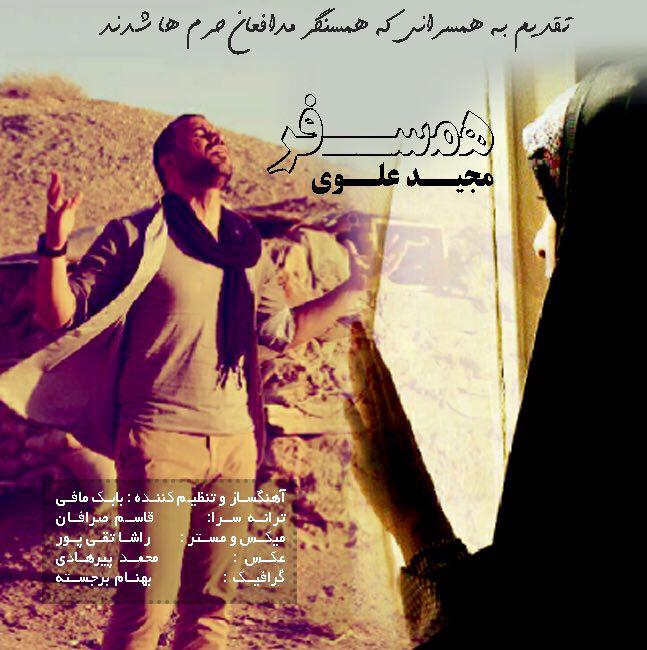 تقدیم به همسرانی که همسنگر مدافعان حرم ها شدند
همسفر
مجید علوی
آهنگساز و تنظیم کننده : بابک مافی
ترانه سرا: قاسم صرافان
میکس و مستر : راشا تقی پور
عکس : محمد پیرهادی
گرافیک : بهنام برجسته